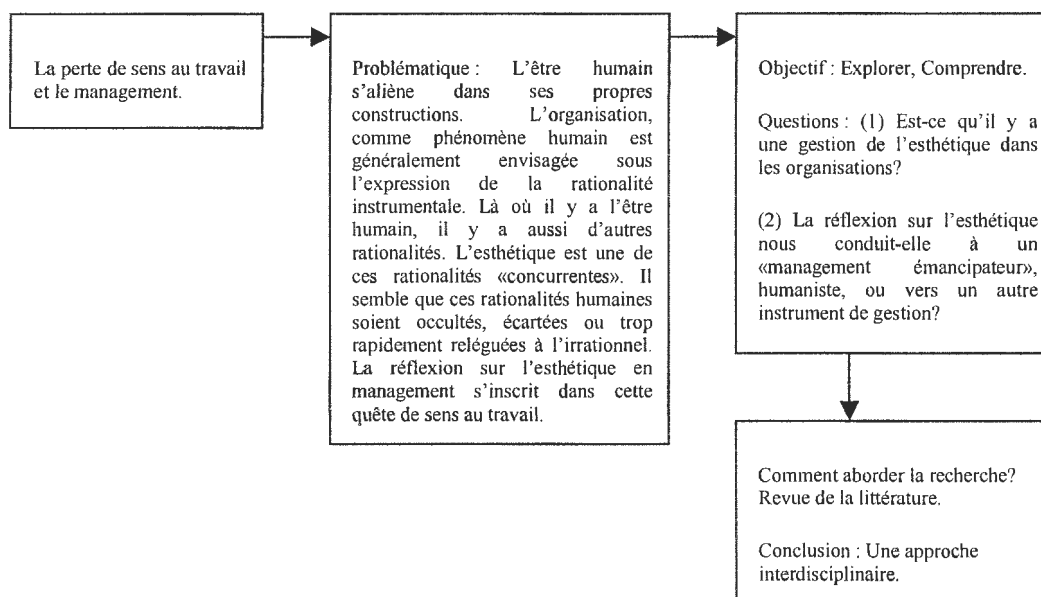 La perte de sens au travail
et le management.
Problématique : L'être humain
s'aliène dans ses propres
constructions. L'organisation,
comme phénomène humain est
généralement envisagée sous
l'expression de la rationalité
instrumentale. Là où il y a l'être
humain, il y a aussi d'autres
rationalités. L'esthétique est une de
ces rationalités «concurrentes». Il
semble que ces rationalités humaines
soient occultés, écartées ou trop
rapidement reléguées à l'irrationnel.
La réflexion sur l'esthétique en
management s'inscrit dans cette
quête de sens au travail.
Objectif : Explorer, Comprendre.
Questions : (1) Est-ce qu'il y a
une gestion de l'esthétique dans
les organisations?
(2) La réflexion sur l'esthétique
nous conduit-elle à un
«management émancipateur»,
humaniste, ou vers un autre
instrument de gestion?
Comment aborder la recherche?
Revue de la littérature.
Conclusion : Une approche
interdisciplinaire.